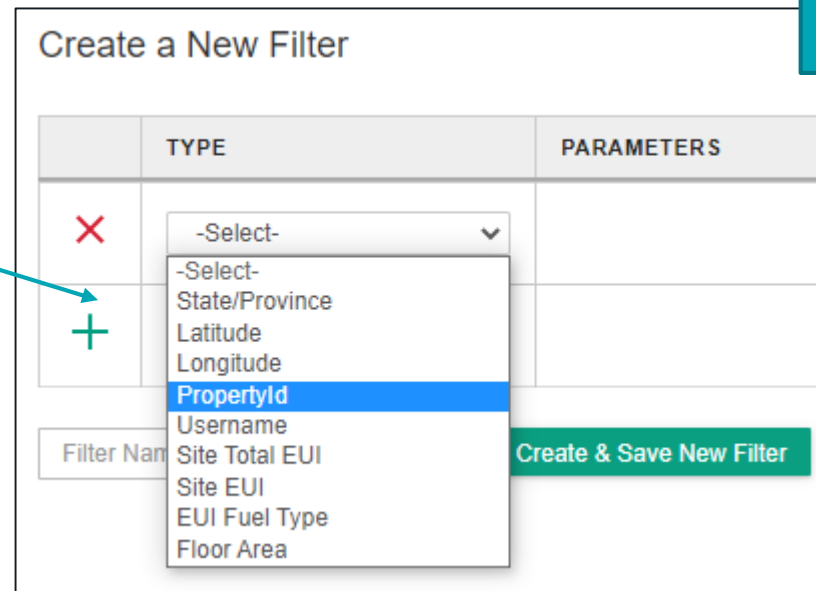 Create a New Filter
TYPE PARAMETERS
-Select-
-Select-
State/Province
Latitude
Longitude
PropertyId
Username
Filter Nam Site Total EUI Create & Save New Filter
Site EUI
EUI Fuel Type
Floor Area